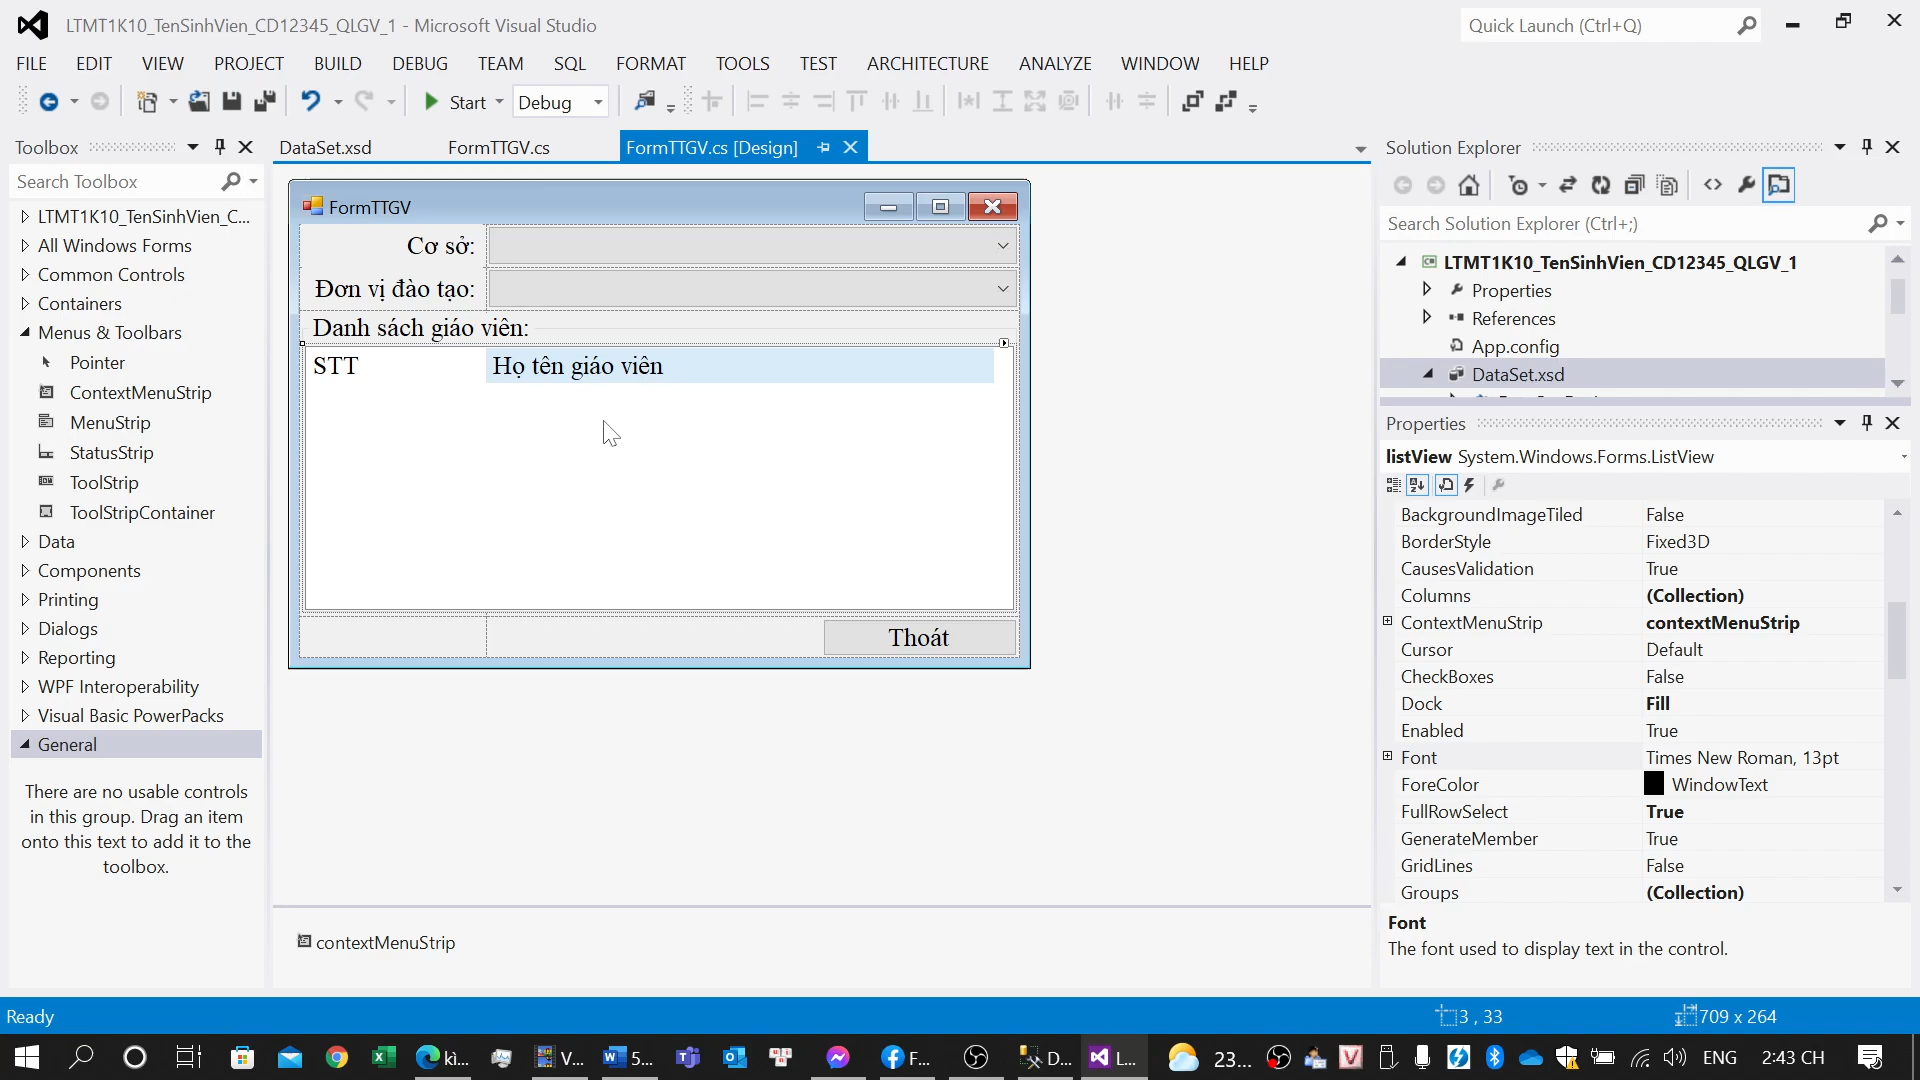 LTMT1K10_TenSinhVien_CD12345_QLGV_1 - Microsoft Visual Studio
Quick Launch (Ctrl+Q)
FILE EDIT VIEW PROJECT BUILD DEBUG TEAM SQL FORMAT TOOLS TEST ARCHITECTURE ANALYZE WINDOW HELP
Start Debug
Toolbox
Search Toolbox
LTMT1K10_TenSinhVien_C...
All Windows Forms
Common Controls
Containers
Menus & Toolbars
Pointer
ContextMenuStrip
MenuStrip
StatusStrip
ToolStrip
ToolStripContainer
Data
Components
Printing
Dialogs
Reporting
WPF Interoperability
Visual Basic PowerPacks
General
There are no usable controls
in this group. Drag an item
onto this text to add it to the
toolbox.
DataSet.xsd FormTTGV.cs FormTTGV.cs [Design]
FormTTGV
Cơ sở:
Đơn vị đào tạo:
Danh sách giáo viên:
STT Họ tên giáo viên
Thoát
contextMenuStrip
Solution Explorer
Search Solution Explorer (Ctrl+;)
LTMT1K10_TenSinhVien_CD12345_QLGV_1
Properties
References
App.config
DataSet.xsd
Properties
listView System.Windows.Forms.ListView
BackgroundImageTiled False
BorderStyle Fixed3D
CausesValidation True
Columns (Collection)
ContextMenuStrip contextMenuStrip
Cursor Default
CheckBoxes False
Dock Fill
Enabled True
Font Times New Roman, 13pt
ForeColor WindowText
FullRowSelect True
GenerateMember True
GridLines False
Groups (Collection)
Font
The font used to display text in the control.
Ready 3 , 33 709 x 264
kì... V... 5... F... D... L... 23... ENG 2:43 CH